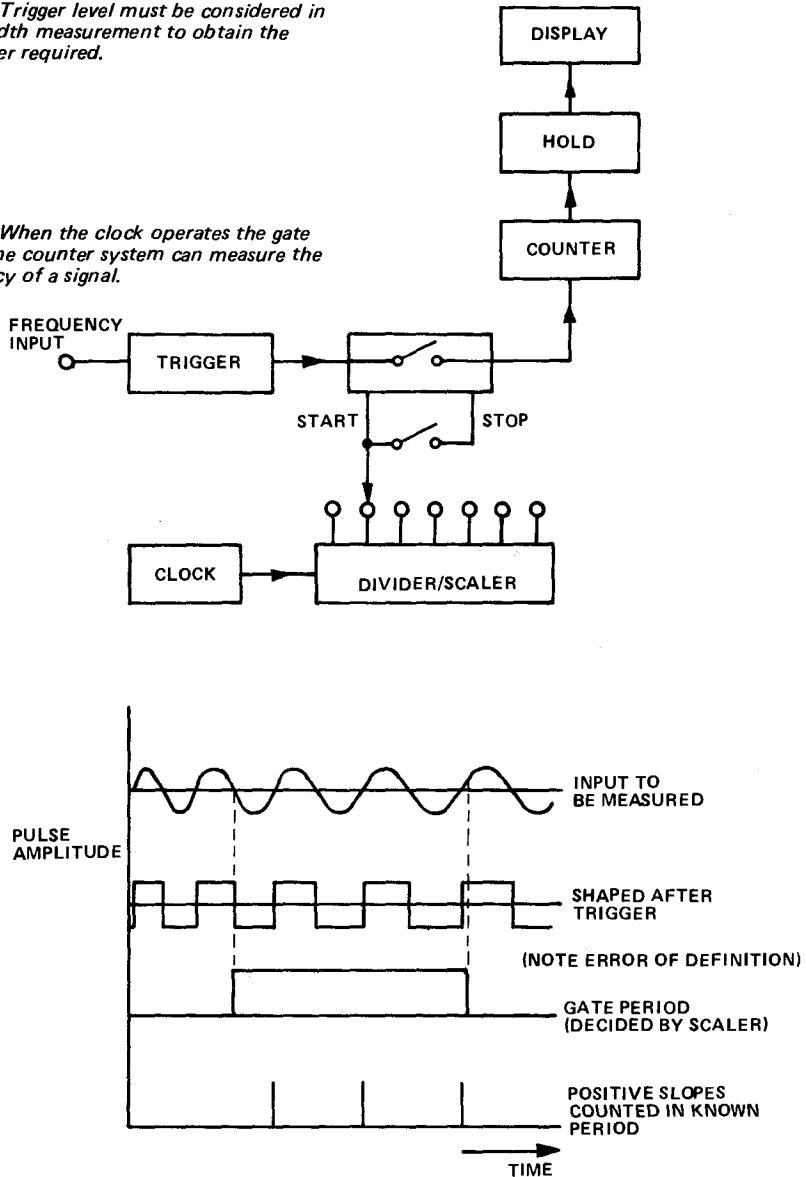 Trigger level must be considered in
dth measurement to obtain the
er required.
DISPLAY
HOLD
COUNTER
When the clock operates the gate
ne counter system can measure the
cy of a signal.
FREQUENCY
INPUT
TRIGGER
START
STOP
CLOCK
DIVIDER/SCALER
PULSE
AMPLITUDE
INPUT TO
BE MEASURED
SHAPED AFTER
TRIGGER
(NOTE ERROR OF DEFINITION)
GATE PERIOD
(DECIDED BY SCALER)
POSITIVE SLOPES
COUNTED IN KNOWN
PERIOD
TIME